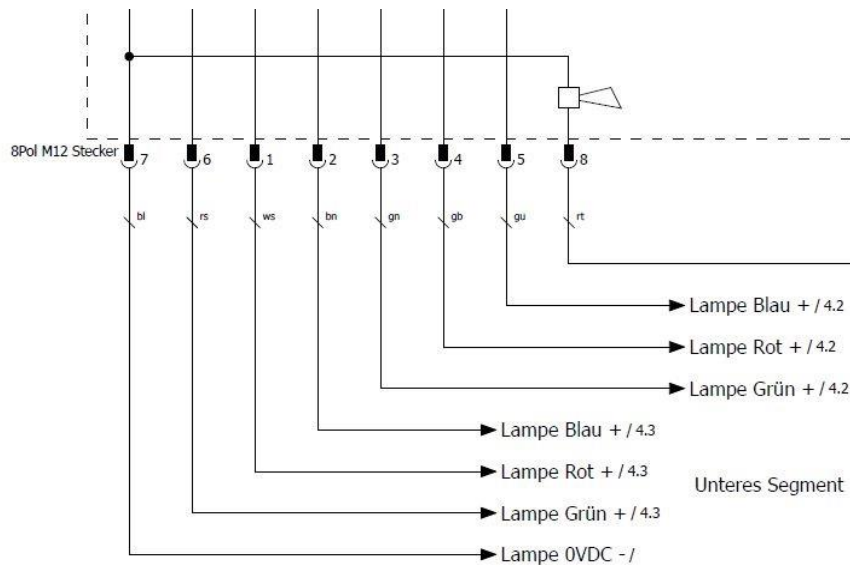 8Pol M12 Stecker 7 6 1 2 3 4 5 8
bl rs ws bn gn gb gu rt
Lampe Blau + / 4.2
Lampe Rot + / 4.2
Lampe Grün + / 4.2
Lampe Blau + / 4.3
Lampe Rot + / 4.3
Unteres Segment
Lampe Grün + / 4.3
Lampe 0VDC - /